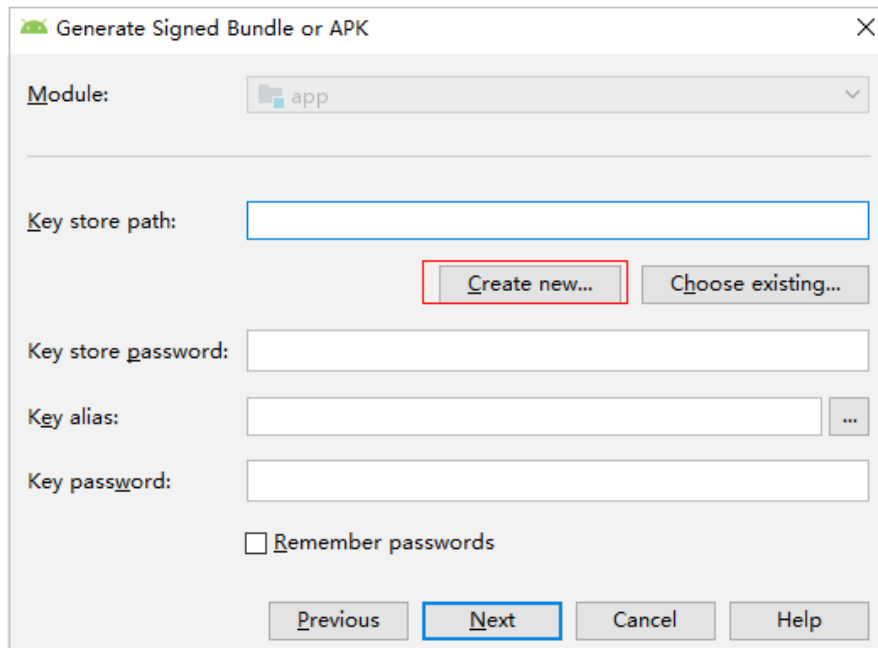 Generate Signed Bundle or APK
Module:
app
Key store path:
Create new... Choose existing...
Key store password:
Key alias:
...
Key password:
Remember passwords
Previous Next Cancel Help